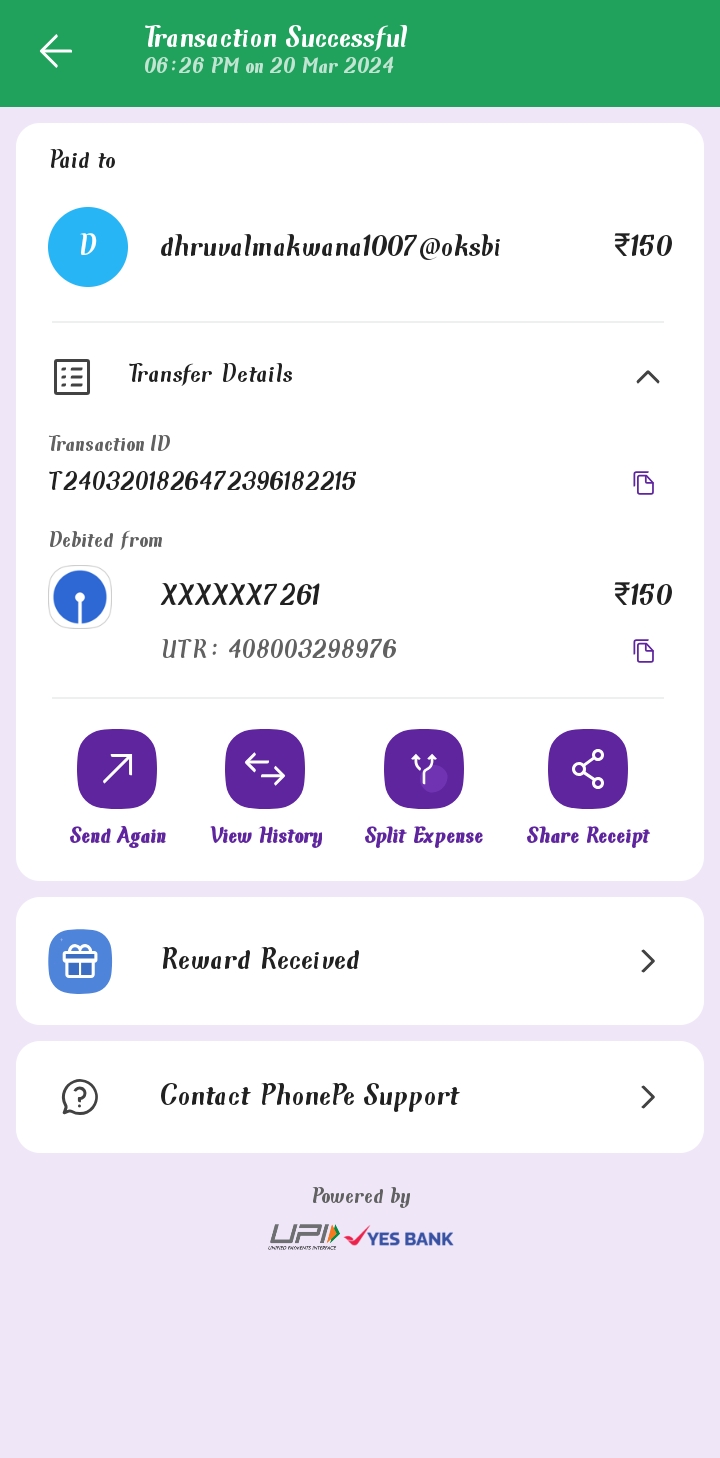 Transaction Successful
06:26 PM on 20 Mar 2024
Paid to
D
dhruvalmakwana1007@oksbi
₹150
Transfer Details
Transaction ID
T2403201826472396182215
Debited from
XXXXXX7261
₹150
UTR: 408003298976
Send Again
View History
Split Expense
Share Receipt
Reward Received
Contact PhonePe Support
Powered by
UPI
UNIFIED PAYMENTS INTERFACE
YES BANK